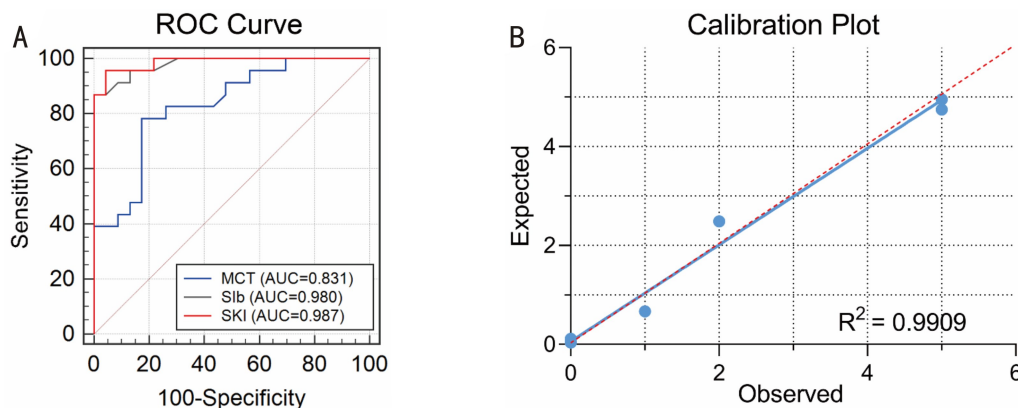 A
ROC Curve
100
80
60
40
20
0
Sensitivity
MCT (AUC=0.831)
SIb (AUC=0.980)
SKI (AUC=0.987)
0 20 40 60 80 100
100-Specificity
B
Calibration Plot
6
4
2
0
Expected
R² = 0.9909
0 2 4 6
Observed